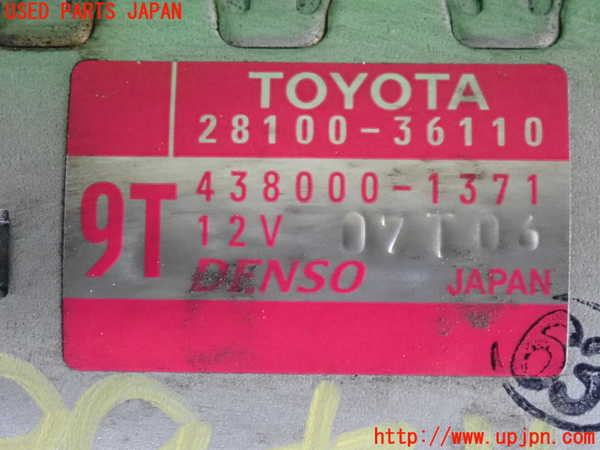 USED PARTS JAPAN
TOYOTA
28100-36110
9T
438000-1371
12V 07T06
DENSO JAPAN
http://www.upjpn.com/